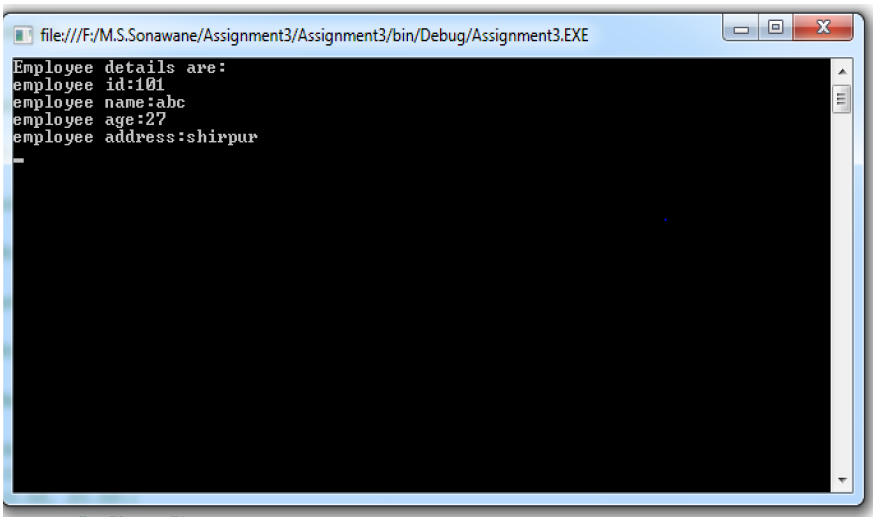 file:///F:/M.S.Sonawane/Assignment3/Assignment3/bin/Debug/Assignment3.EXE
Employee details are:
employee id:101
employee name:abc
employee age:27
employee address:shirpur